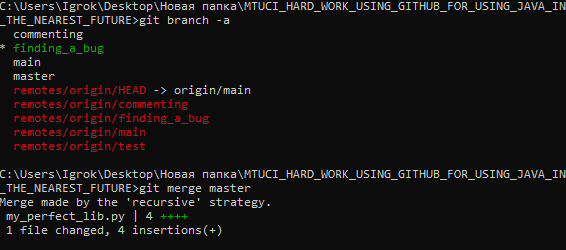 C:\Users\Igrok\Desktop\Новая папка\MTUCI_HARD_WORK_USING_GITHUB_FOR_USING_JAVA_IN
_THE_NEAREST_FUTURE>git branch -a
  commenting
* finding_a_bug
  main
  master
  remotes/origin/HEAD -> origin/main
  remotes/origin/commenting
  remotes/origin/finding_a_bug
  remotes/origin/main
  remotes/origin/test
C:\Users\Igrok\Desktop\Новая папка\MTUCI_HARD_WORK_USING_GITHUB_FOR_USING_JAVA_IN
_THE_NEAREST_FUTURE>git merge master
Merge made by the 'recursive' strategy.
 my_perfect_lib.py | 4 ++++
 1 file changed, 4 insertions(+)